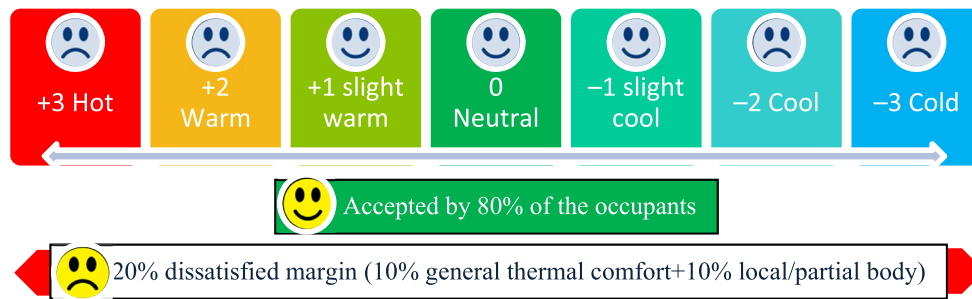 +3 Hot
+2
Warm
+1 slight
warm
0
Neutral
–1 slight
cool
–2 Cool
–3 Cold
Accepted by 80% of the occupants
20% dissatisfied margin (10% general thermal comfort+10% local/partial body)